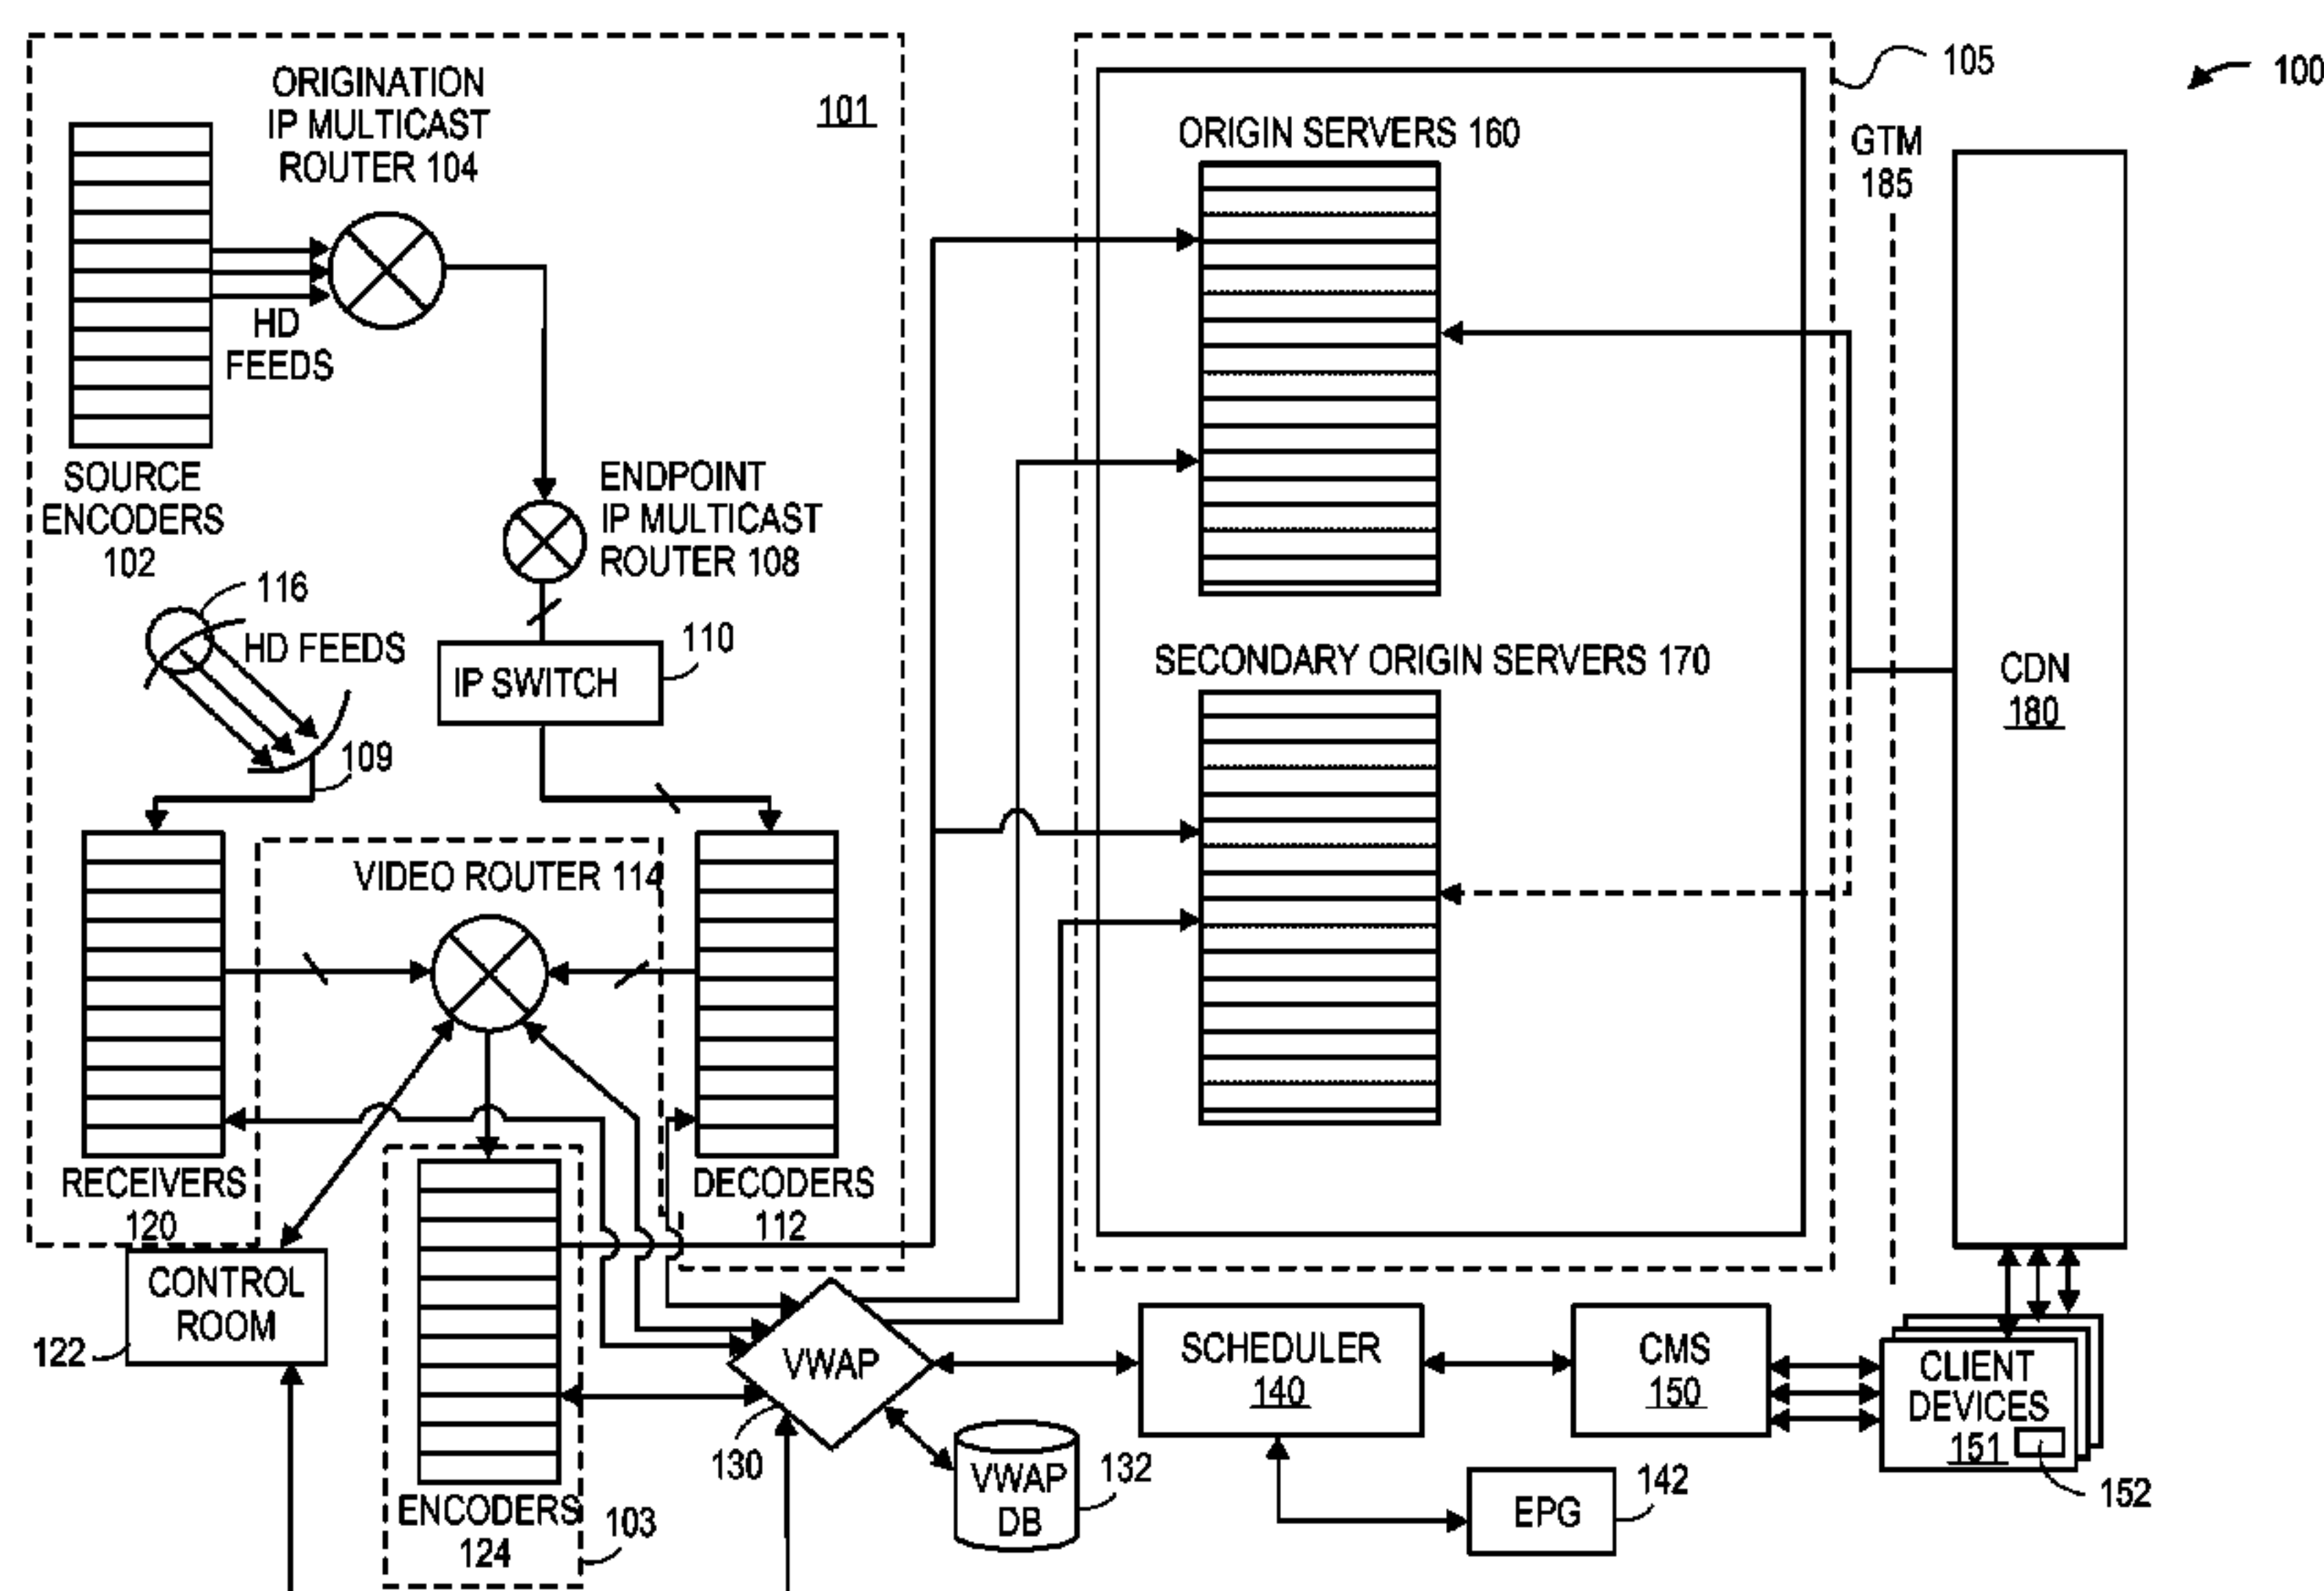 ORIGINATION
IP MULTICAST
ROUTER 104
101
105
100
ORIGIN SERVERS 160
GTM
185
HD
FEEDS
SOURCE
ENCODERS
102
ENDPOINT
IP MULTICAST
ROUTER 108
116
HD FEEDS
110
IP SWITCH
SECONDARY ORIGIN SERVERS 170
CDN
180
109
VIDEO ROUTER 114
RECEIVERS
120
DECODERS
112
CONTROL
ROOM
122
VWAP
130
SCHEDULER
140
CMS
150
CLIENT
DEVICES
151
152
VWAP
DB
132
EPG
142
ENCODERS
124
103